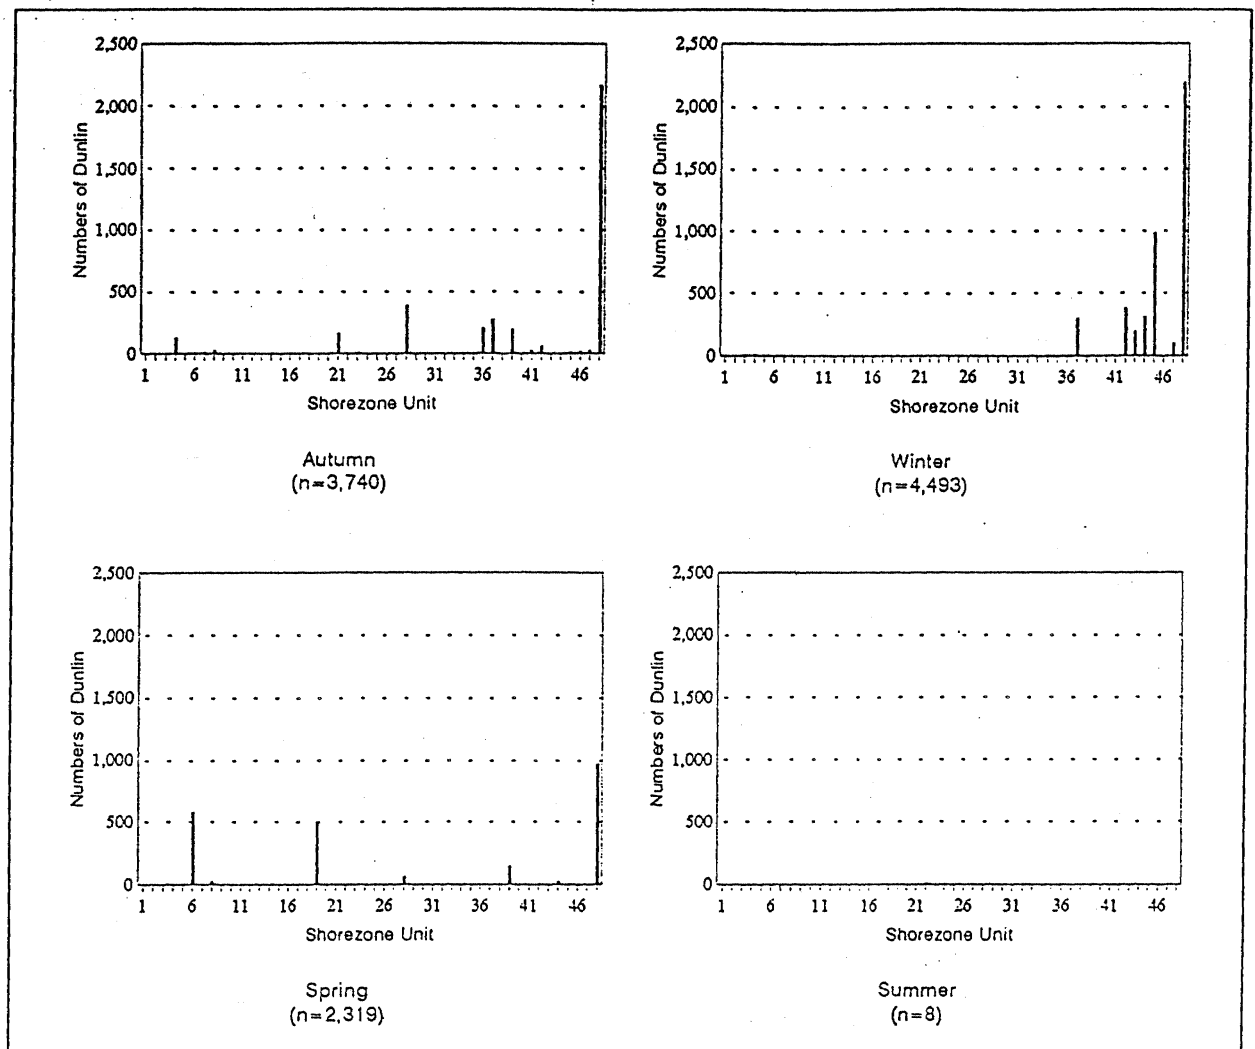 2,500
2,000
1,500
1,000
500
0
Numbers of Dunlin
1 6 11 16 21 26 31 36 41 46
Shorezone Unit
Autumn
(n=3,740)
2,500
2,000
1,500
1,000
500
0
Numbers of Dunlin
1 6 11 16 21 26 31 36 41 46
Shorezone Unit
Winter
(n=4,493)
2,500
2,000
1,500
1,000
500
0
Numbers of Dunlin
1 6 11 16 21 26 31 36 41 46
Shorezone Unit
Spring
(n=2,319)
2,500
2,000
1,500
1,000
500
0
Numbers of Dunlin
1 6 11 16 21 26 31 36 41 46
Shorezone Unit
Summer
(n=8)